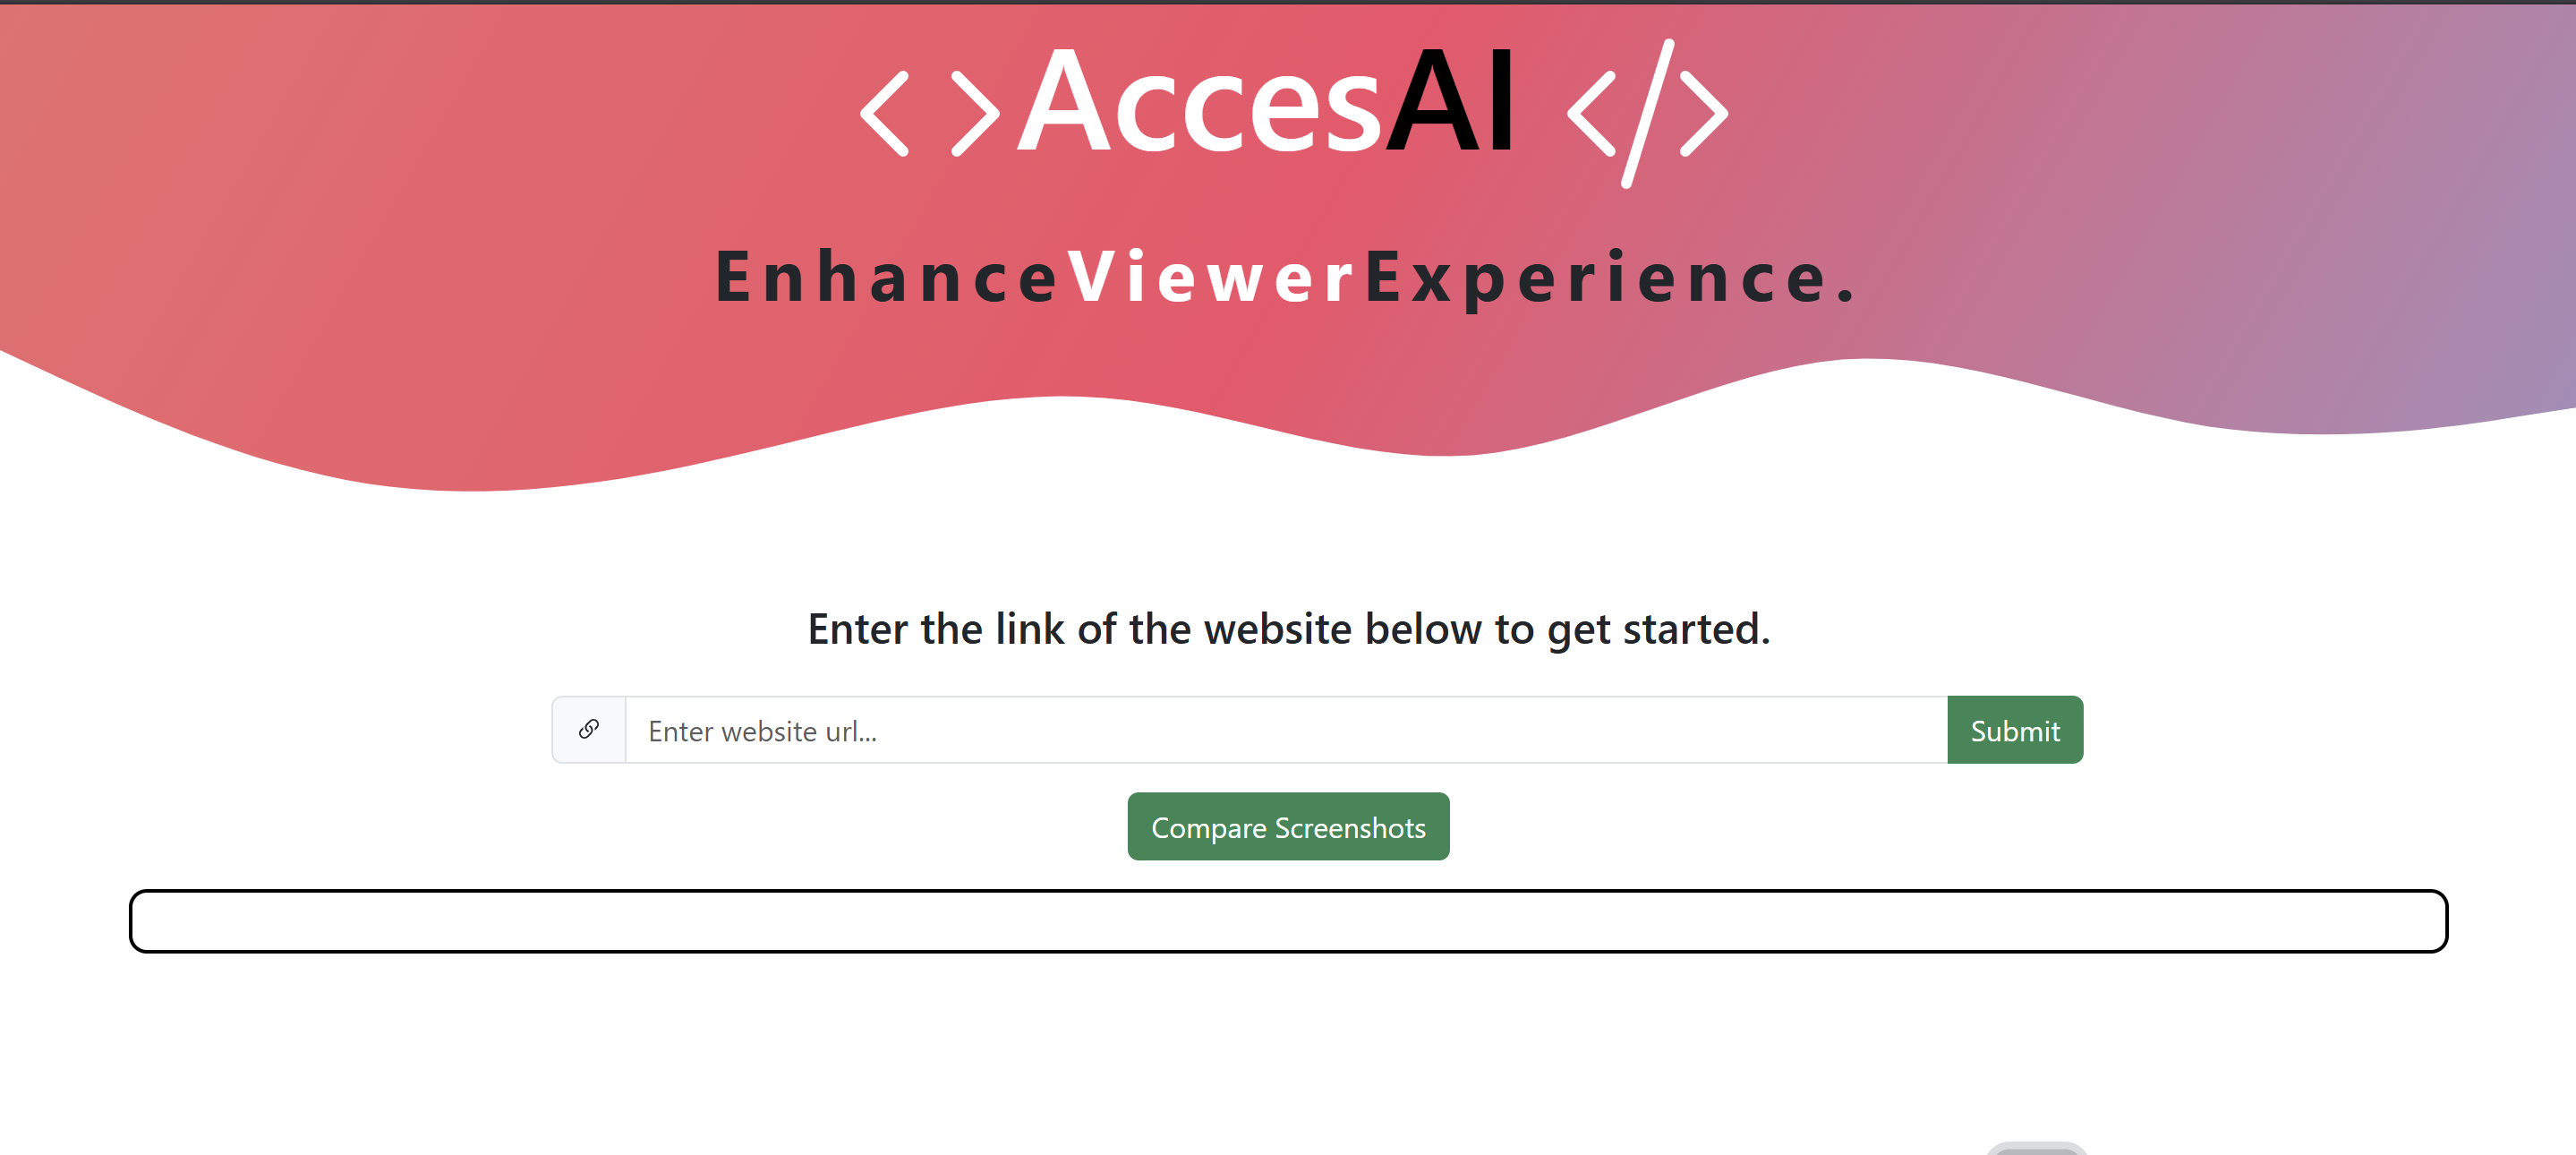 < > AccesAI </>
EnhanceViewerExperience.
Enter the link of the website below to get started.
Enter website url... Submit
Compare Screenshots